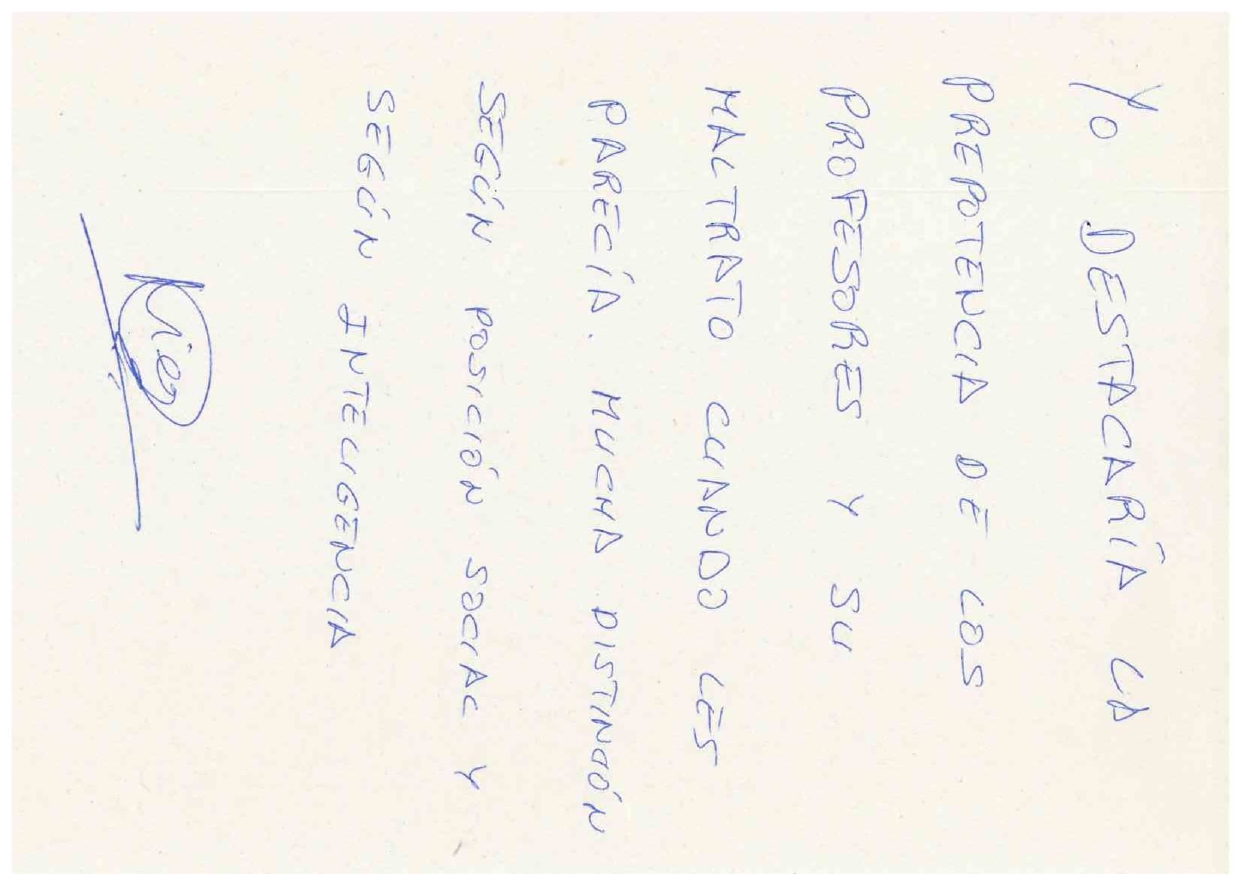 YO DESTACARÍA LA
PREPOTENCIA DE LOS
PROFESORES Y SU
MALTRATO CUANDO LES
PARECÍA. MUCHA DISTINCIÓN
SEGÚN POSICIÓN SOCIAL Y
SEGÚN INTELIGENCIA